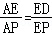 AE/AP = ED/EP